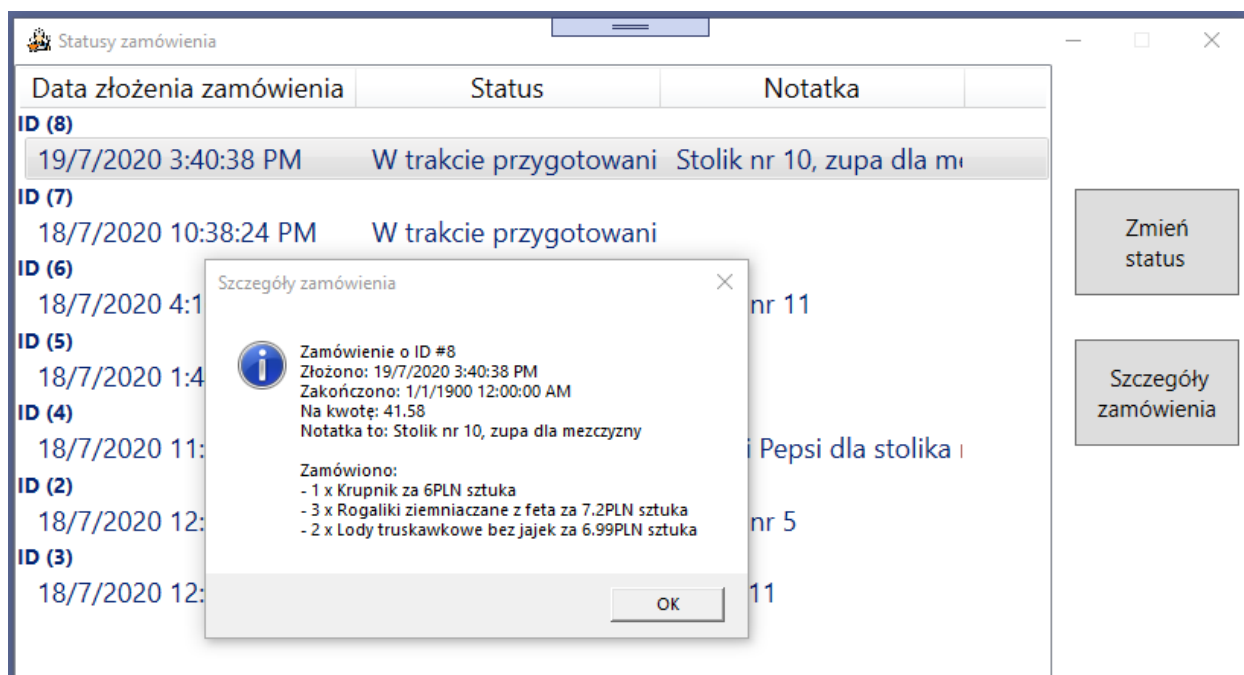 Statusy zamówienia
Data złożenia zamówienia Status Notatka
ID (8)
19/7/2020 3:40:38 PM W trakcie przygotowani Stolik nr 10, zupa dla
ID (7)
18/7/2020 10:38:24 PM W trakcie przygotowani
ID (6)
18/7/2020 4:1 nr 11
ID (5)
18/7/2020 1:4
ID (4)
18/7/2020 11: i Pepsi dla stolika
ID (2)
18/7/2020 12: nr 5
ID (3)
18/7/2020 12: 11
Szczegóły zamówienia
Zamówienie o ID #8
Złożono: 19/7/2020 3:40:38 PM
Zakończono: 1/1/1900 12:00:00 AM
Na kwotę: 41.58
Notatka to: Stolik nr 10, zupa dla mezczyzny
Zamówiono:
- 1 x Krupnik za 6PLN sztuka
- 3 x Rogaliki ziemniaczane z feta za 7.2PLN sztuka
- 2 x Lody truskawkowe bez jajek za 6.99PLN sztuka
OK
Zmień
status
Szczegóły
zamówienia